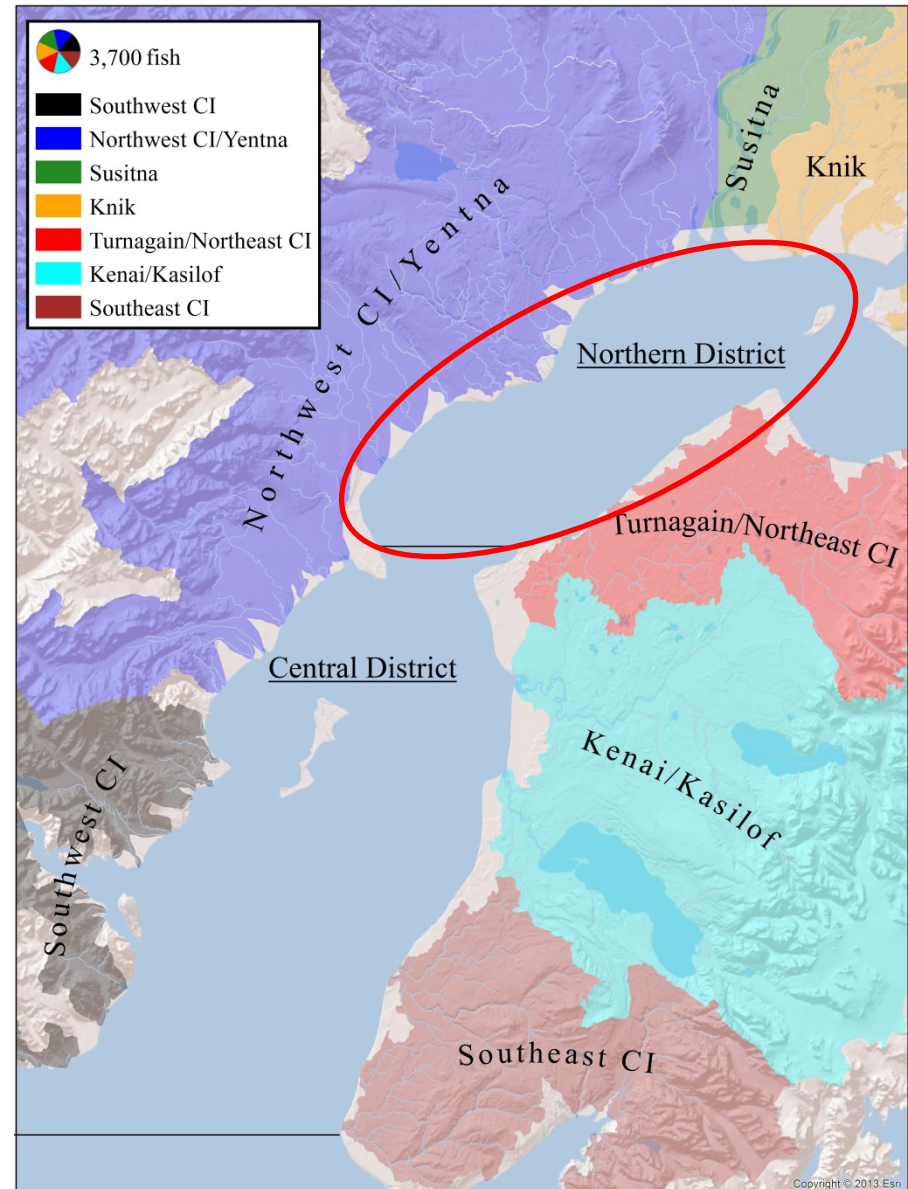 3,700 fish
Southwest CI
Northwest CI/Yentna
Susitna
Knik
Turnagain/Northeast CI
Kenai/Kasilof
Southeast CI
Susitna
Knik
Northwest CI/Yentna
Northern District
Turnagain/Northeast CI
Central District
Kenai/Kasilof
Southwest CI
Southeast CI
Copyright:© 2013 Esri